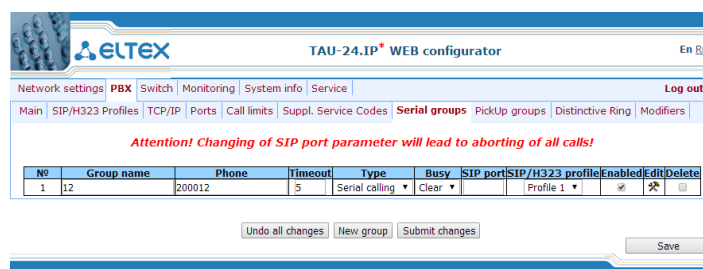 ELTEX
TAU-24.IP* WEB configurator
En
Network settings PBX Switch Monitoring System info Service Log out
Main SIP/H323 Profiles TCP/IP Ports Call limits Suppl. Service Codes Serial groups PickUp groups Distinctive Ring Modifiers
Attention! Changing of SIP port parameter will lead to aborting of all calls!
№ Group name Phone Timeout Type Busy SIP port SIP/H323 profile Enabled Edit Delete
1 12 200012 5 Serial calling Clear Profile 1
Undo all changes New group Submit changes
Save